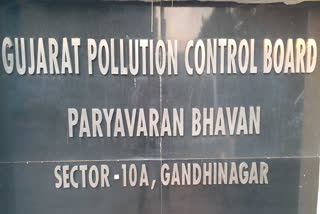 GUJARAT POLLUTION CONTROL BOARD
PARYAVARAN BHAVAN
SECTOR-10A, GANDHINAGAR